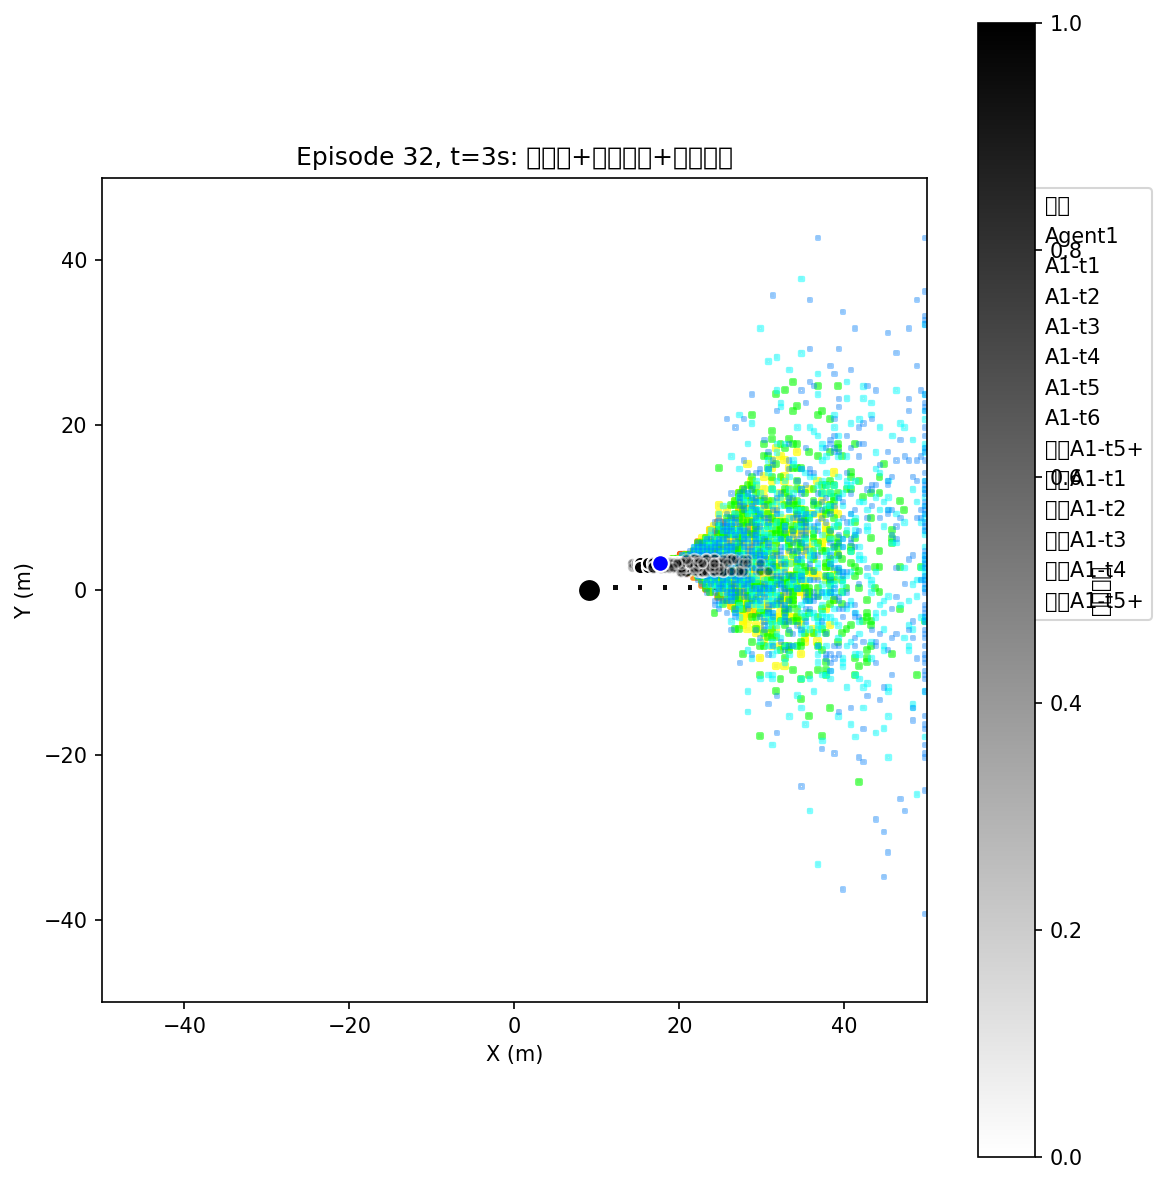 Episode 32, t=3s: □□□+□□□□+□□□□
40
20
0
−20
−40
Y (m)
−40
−20
0
20
40
X (m)
1.0
0.8
0.6
0.4
0.2
0.0
□□□
□□
Agent1
A1-t1
A1-t2
A1-t3
A1-t4
A1-t5
A1-t6
□□A1-t5+
□□A1-t1
□□A1-t2
□□A1-t3
□□A1-t4
□□A1-t5+